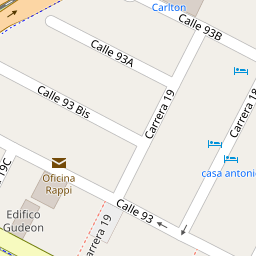 Carlton
Calle 93B
Calle 93A
Carrera 19
Calle 93 Bis
Carrera 18
casa antonio
19C
Oficina
Rappi
Edifico
Gudeon
Calle 93
Carrera 19